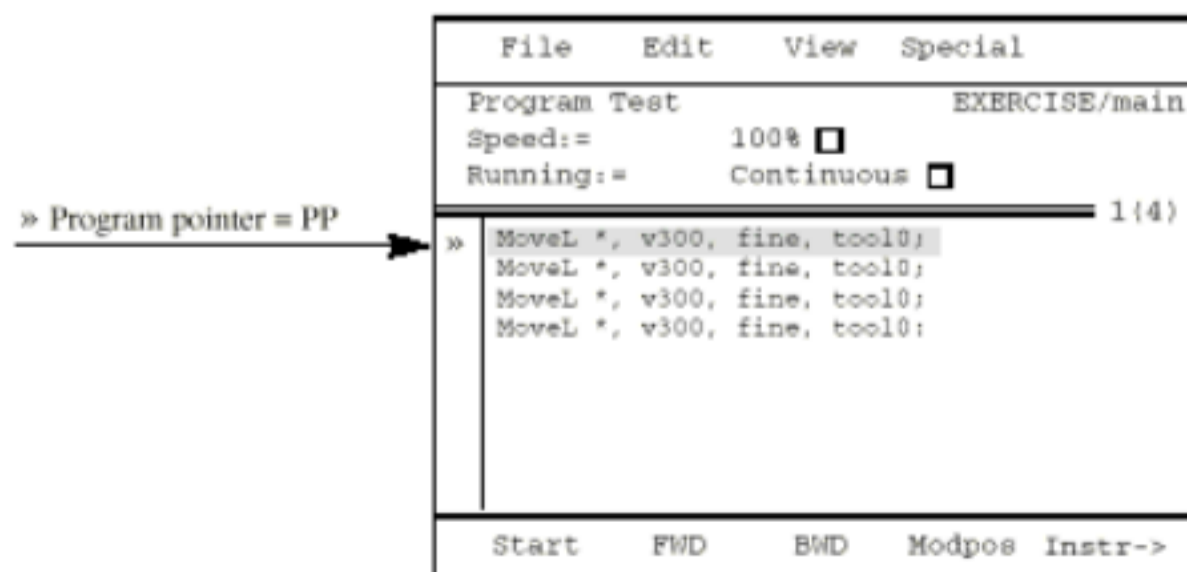 File Edit View Special
Program Test EXERCISE/main
Speed:= 100%
Running:= Continuous
1(4)
» Program pointer = PP
» MoveL *, v300, fine, tool0;
MoveL *, v300, fine, tool0;
MoveL *, v300, fine, tool0;
MoveL *, v300, fine, tool0;
Start FWD BWD Modpos Instr->